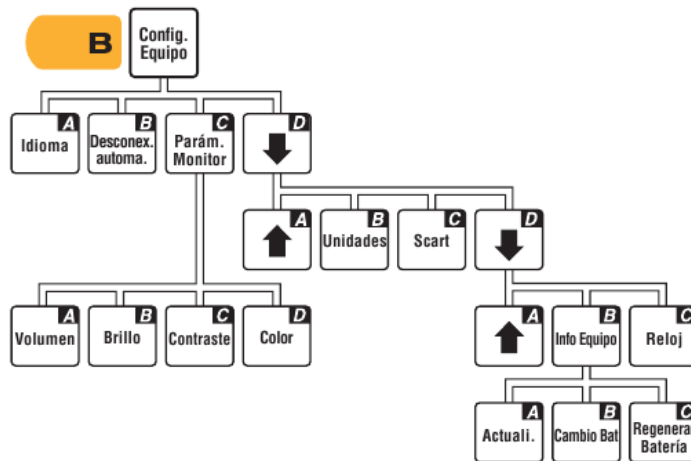 B
Config.
Equipo
A
Idioma
B
Desconex.
automa.
C
Parám.
Monitor
D
A
B
Unidades
C
Scart
D
A
Volumen
B
Brillo
C
Contraste
D
Color
A
B
Info Equipo
C
Reloj
A
Actuali.
B
Cambio Bat
C
Regenerar
Batería